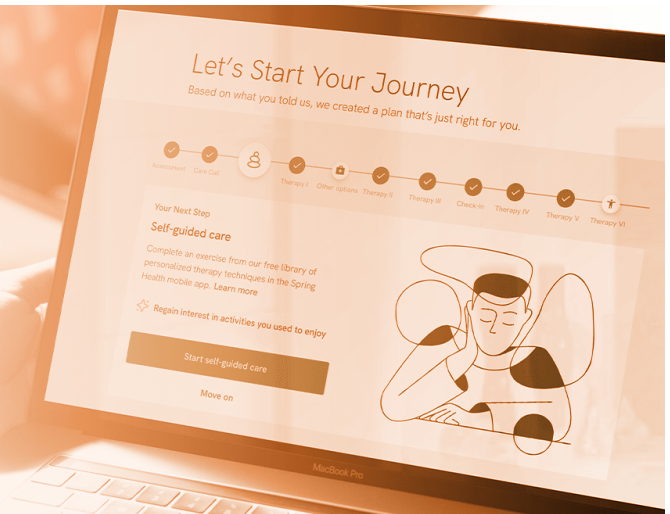 Let's Start Your Journey
Based on what you told us, we created a plan that's just right for you.
Assessment Care Call Therapy I Other options Therapy II Therapy III Check-In Therapy IV Therapy V Therapy VI
Your Next Step
Self-guided care
Complete an exercise from our free library of
personalized therapy techniques in the Spring
Health mobile app. Learn more
Regain interest in activities you used to enjoy
Start self-guided care
Move on
MacBook Pro